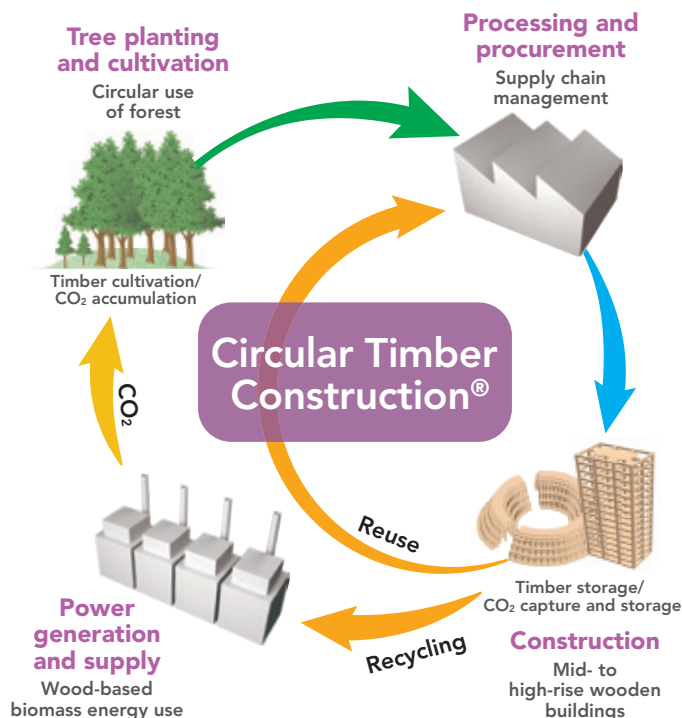 Tree planting
and cultivation
Circular use
of forest
Timber cultivation/
CO₂ accumulation
Processing and
procurement
Supply chain
management
Circular Timber
Construction®
CO₂
Reuse
Recycling
Timber storage/
CO₂ capture and storage
Construction
Mid- to
high-rise wooden
buildings
Power
generation
and supply
Wood-based
biomass energy use